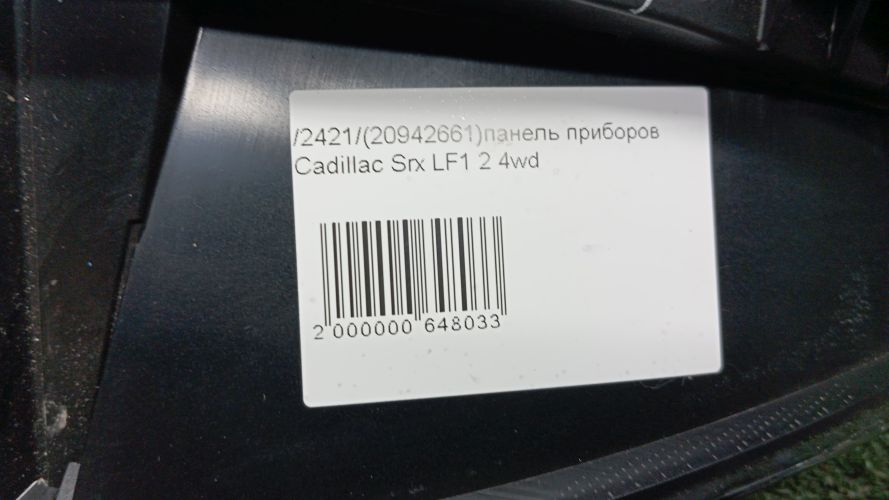 /2421/(20942661)панель приборов
Cadillac Srx LF1 2 4wd
2 000000 648033